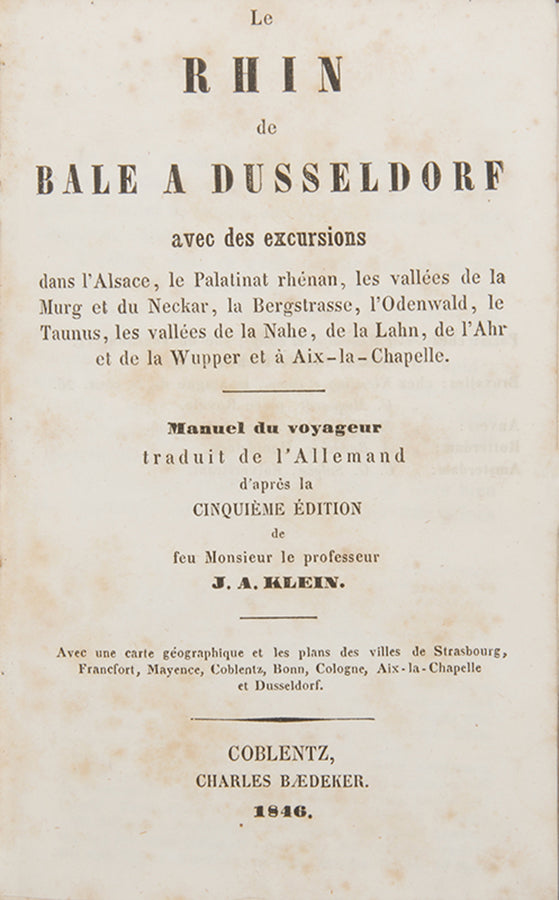 Le
RHIN
de
BALE A DUSSELDORF
avec des excursions
dans l'Alsace, le Palatinat rhénan, les vallées de la
Murg et du Neckar, la Bergstrasse, l'Odenwald, le
Taunus, les vallées de la Nahe, de la Lahn, de l'Ahr
et de la Wupper et à Aix-la-Chapelle.
Manuel du voyageur
traduit de l'Allemand
d'après la
CINQUIÈME ÉDITION
de
feu Monsieur le professeur
J. A. KLEIN.
Avec une carte géographique et les plans des villes de Strasbourg,
Francfort, Mayence, Coblentz, Bonn, Cologne, Aix-la-Chapelle
et Dusseldorf.
COBLENTZ,
CHARLES BÆDEKER.
1846.